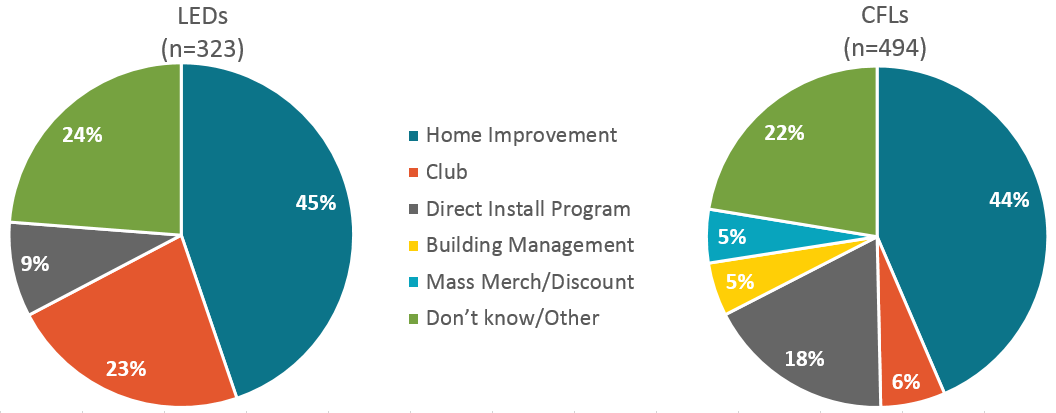 LEDs
(n=323)
24%
45%
9%
23%
Home Improvement
Club
Direct Install Program
Building Management
Mass Merch/Discount
Don't know/Other
CFLs
(n=494)
22%
44%
5%
5%
18%
6%